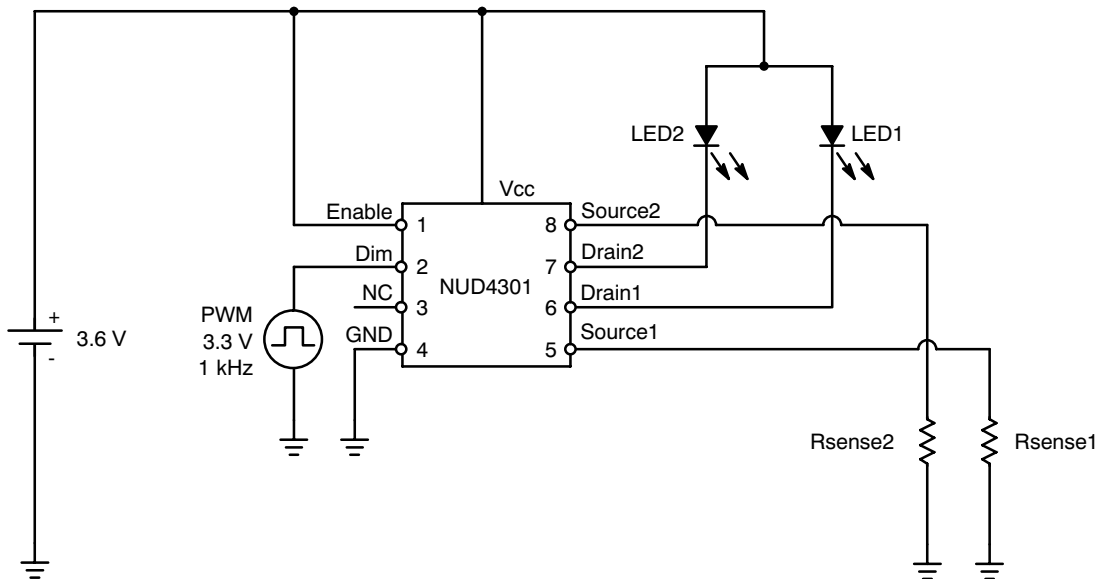 LED2
LED1
Vcc
Enable
1
8
Source2
Dim
2
7
Drain2
NUD4301
NC
3
6
Drain1
PWM
3.3 V
1 kHz
GND
4
5
Source1
+
3.6 V
-
Rsense2
Rsense1